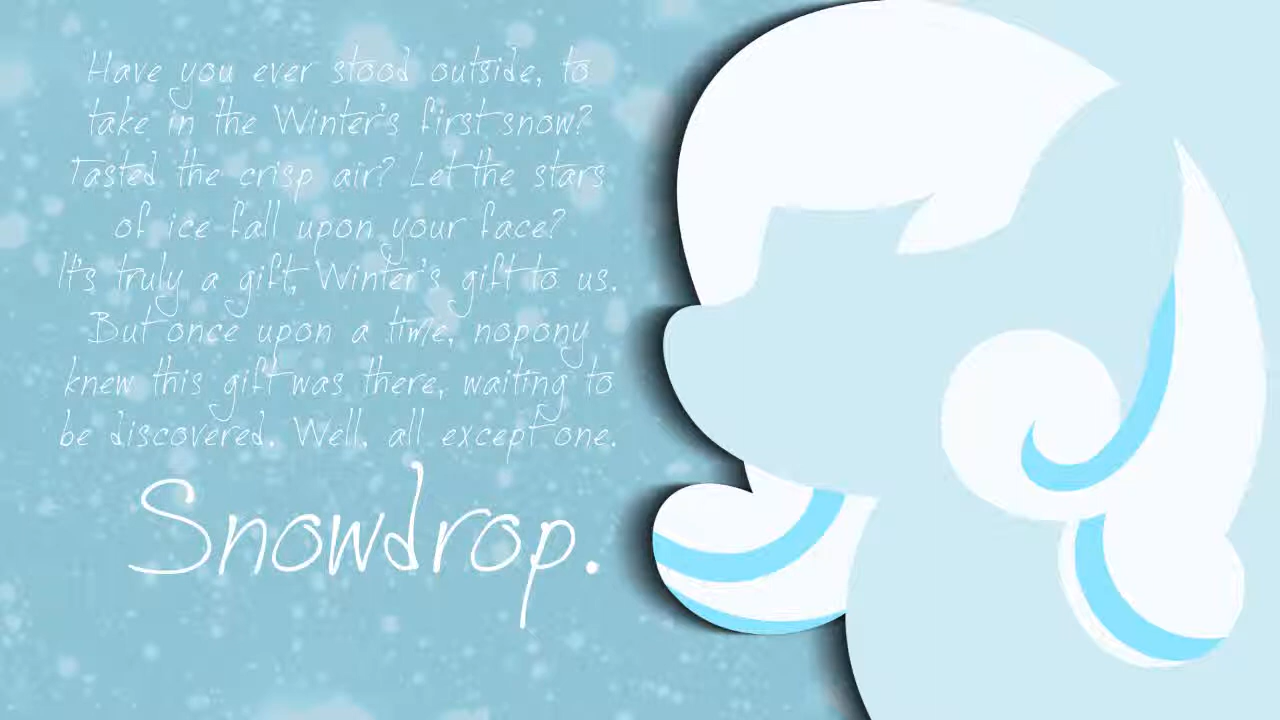 Have you ever stood outside, to
take in the Winter's first snow?
Tasted the crisp air? Let the stars
of ice fall upon your face?
It's truly a gift, Winter's gift to us.
But once upon a time, nopony
knew this gift was there, waiting to
be discovered. Well, all except one.
Snowdrop.